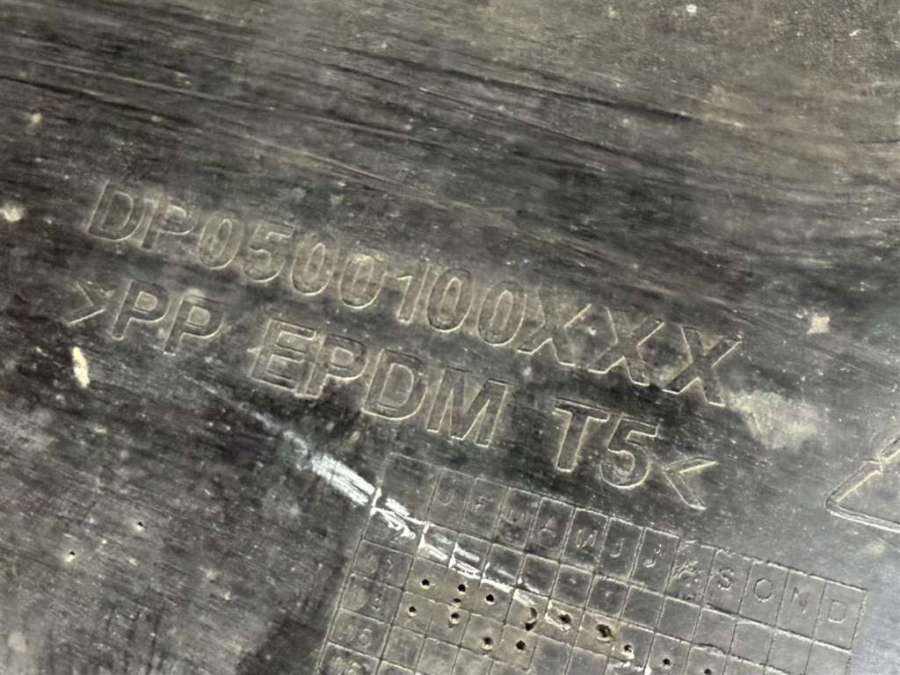 DP0500100XXX
>PP EPDM T5<
J F M A M J J A S O N D